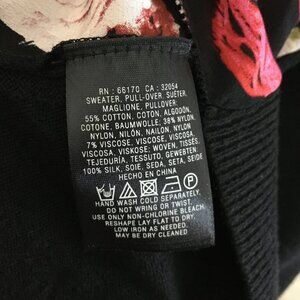 RN : 66170 CA : 32054
SWEATER, PULL-OVER, SUÉTER,
MAGLIONE, PULLOVER:
55% COTTON, COTON, ALGODÓN,
COTONE, BAUMWOLLE: 38% NYLON
NYLON, NILÓN, NAILON, NYLON
7% VISCOSE, VISCOSE, VISCOSA,
VISCOSA, VISKOSE: WOVEN, TISSÉS,
TEJEDURÍA, TESSUTO, GEWEBTEN.
100% SILK, SOIE, SEDA, SETA, SEIDE
HECHO EN CHINA
HAND WASH COLD SEPARATELY.
DO NOT WRING OR TWIST.
USE ONLY NON-CHLORINE BLEACH.
RESHAPE LAY FLAT TO DRY.
LOW IRON AS NEEDED.
MAY BE DRY CLEANED